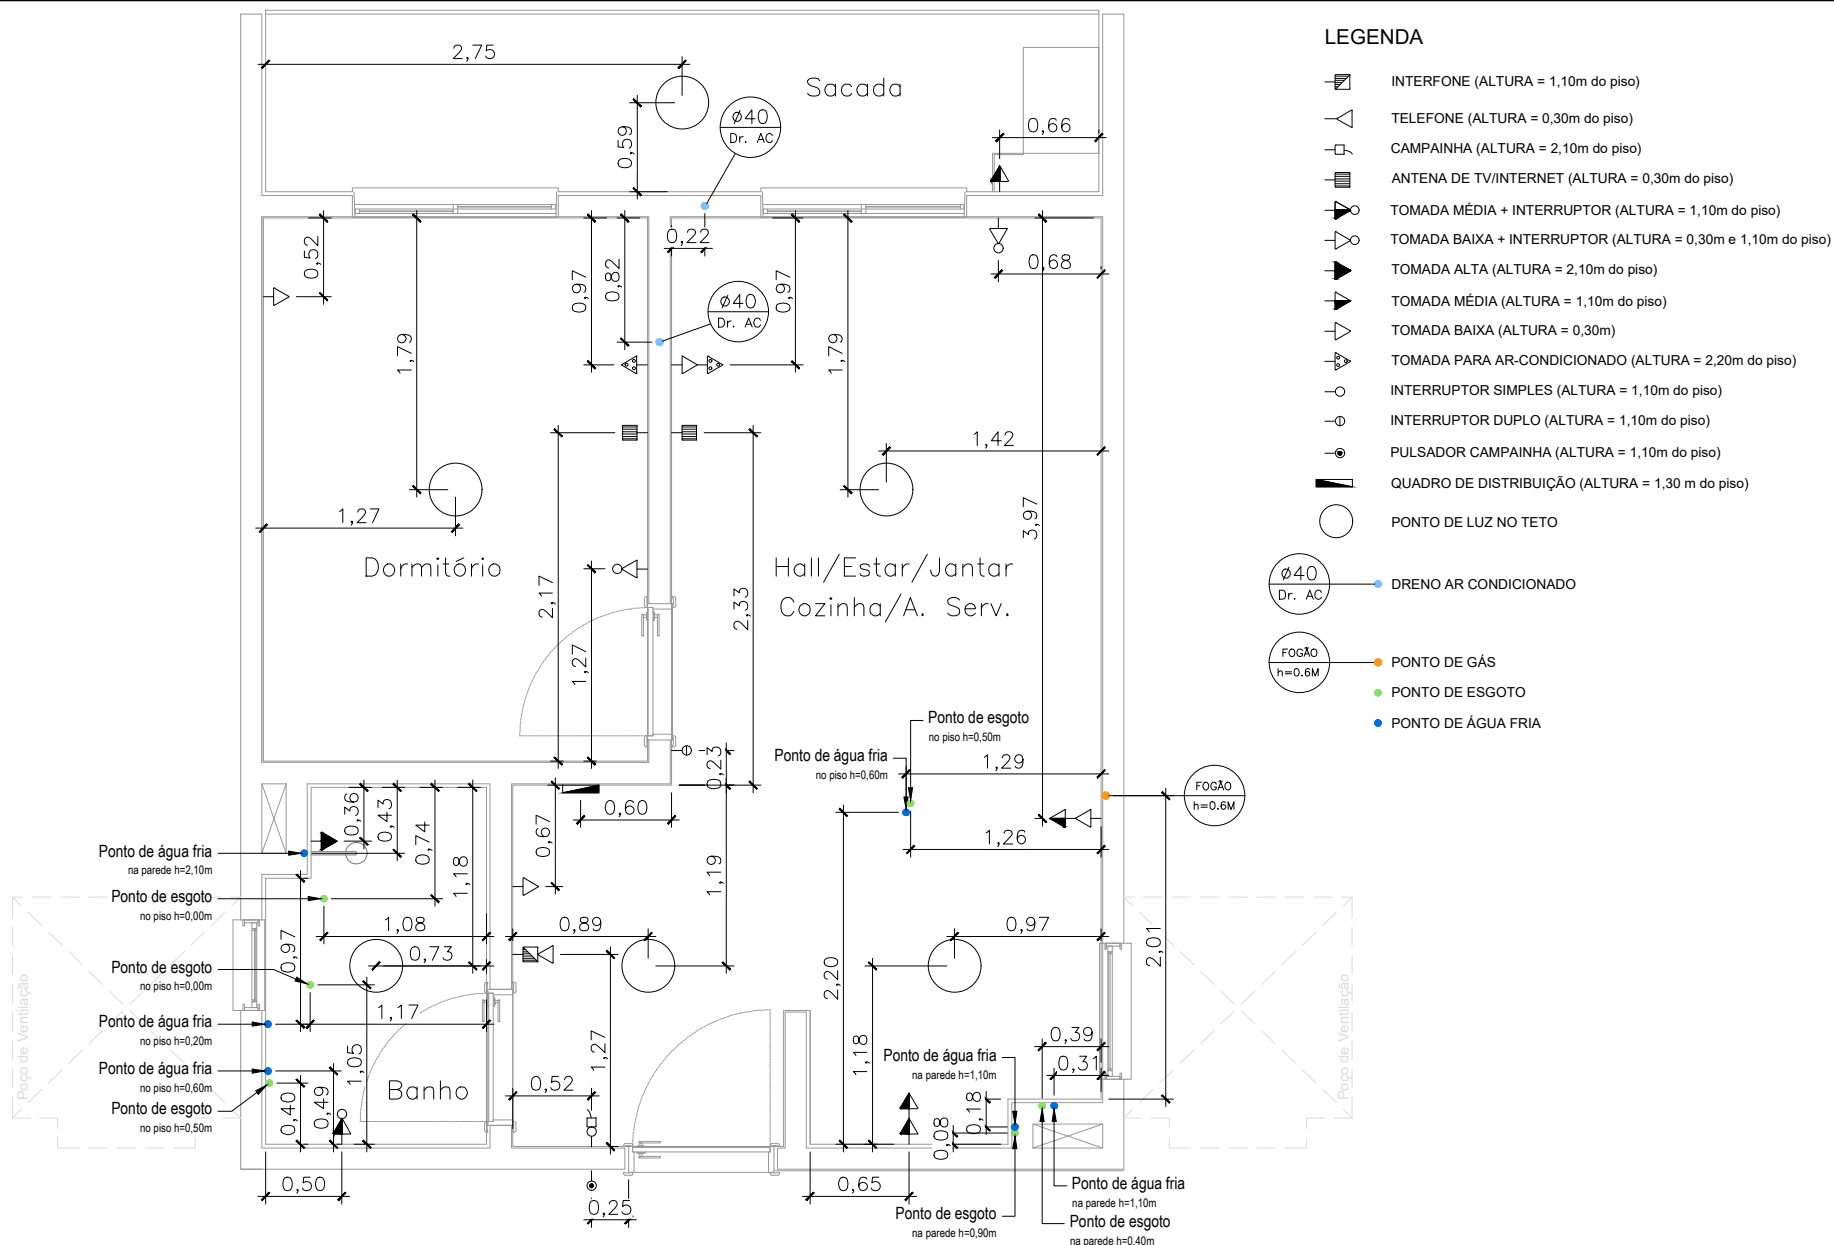 LEGENDA
INTERFONE (ALTURA = 1,10m do piso)
TELEFONE (ALTURA = 0,30m do piso)
CAMPAINHA (ALTURA = 2,10m do piso)
ANTENA DE TV/INTERNET (ALTURA = 0,30m do piso)
TOMADA MÉDIA + INTERRUPTOR (ALTURA = 1,10m do piso)
TOMADA BAIXA + INTERRUPTOR (ALTURA = 0,30m e 1,10m do piso)
TOMADA ALTA (ALTURA = 2,10m do piso)
TOMADA MÉDIA (ALTURA = 1,10m do piso)
TOMADA BAIXA (ALTURA = 0,30m)
TOMADA PARA AR-CONDICIONADO (ALTURA = 2,20m do piso)
INTERRUPTOR SIMPLES (ALTURA = 1,10m do piso)
INTERRUPTOR DUPLO (ALTURA = 1,10m do piso)
PULSADOR CAMPAINHA (ALTURA = 1,10m do piso)
QUADRO DE DISTRIBUIÇÃO (ALTURA = 1,30 m do piso)
PONTO DE LUZ NO TETO
ø40
Dr. AC
DRENO AR CONDICIONADO
FOGÃO
h=0.6M
PONTO DE GÁS
PONTO DE ESGOTO
PONTO DE ÁGUA FRIA
2,75
Sacada
0,59
ø40
Dr. AC
0,66
0,52
0,97
0,82
0,22
0,97
0,68
ø40
Dr. AC
1,79
1,79
1,27
1,42
3,97
Dormitório
Hall/Estar/Jantar
Cozinha/A. Serv.
2,17
1,27
2,33
0,23
Ponto de esgoto
no piso h=0,50m
Ponto de água fria
no piso h=0,60m
1,29
FOGÃO
h=0.6M
0,60
0,67
1,19
1,26
0,36
0,43
0,74
1,18
Ponto de água fria
na parede h=2,10m
Ponto de esgoto
no piso h=0,00m
1,08
0,73
0,97
0,89
0,97
2,01
2,20
Ponto de esgoto
no piso h=0,00m
1,17
Ponto de água fria
no piso h=0,20m
1,05
Ponto de água fria
no piso h=0,60m
0,40
0,49
Ponto de esgoto
no piso h=0,50m
Banho
1,27
0,52
1,18
0,39
0,31
Ponto de água fria
na parede h=1,10m
0,18
0,08
Poço de Ventilação
Poço de Ventilação
0,50
0,25
0,65
Ponto de esgoto
na parede h=0,90m
Ponto de água fria
na parede h=1,10m
Ponto de esgoto
na parede h=0,40m